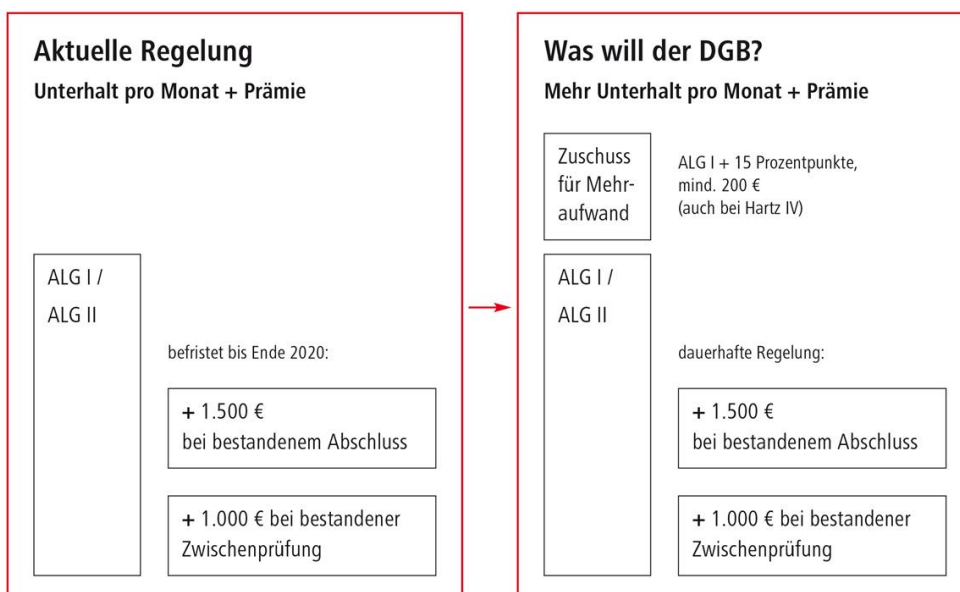 Aktuelle Regelung
Unterhalt pro Monat + Prämie
ALG I /
ALG II
befristet bis Ende 2020:
+ 1.500 €
bei bestandenem Abschluss
+ 1.000 € bei bestandener
Zwischenprüfung
Was will der DGB?
Mehr Unterhalt pro Monat + Prämie
Zuschuss
für Mehr-
aufwand
ALG I + 15 Prozentpunkte,
mind. 200 €
(auch bei Hartz IV)
ALG I /
ALG II
dauerhafte Regelung:
+ 1.500 €
bei bestandenem Abschluss
+ 1.000 € bei bestandener
Zwischenprüfung